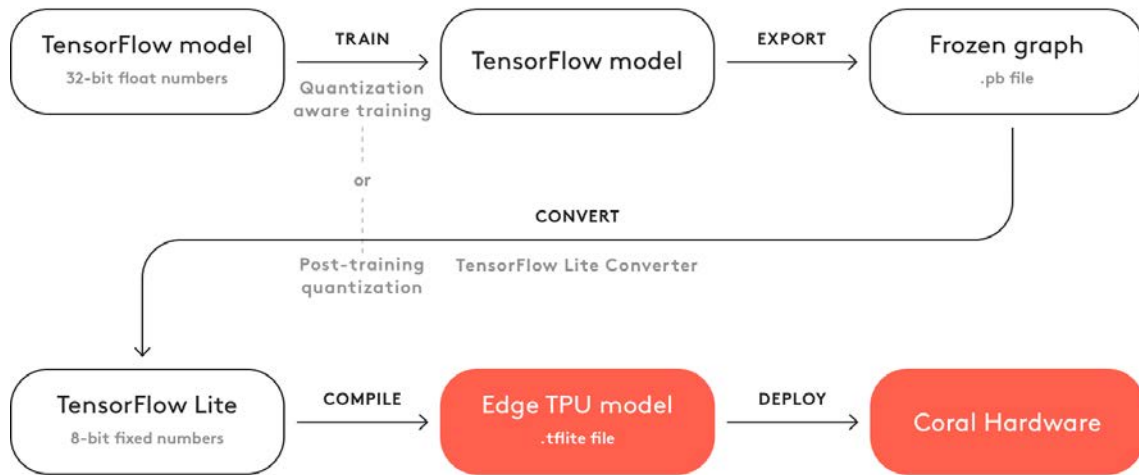 TensorFlow model
32-bit float numbers
TRAIN
Quantization
aware training
TensorFlow model
EXPORT
Frozen graph
.pb file
or
CONVERT
Post-training
quantization
TensorFlow Lite Converter
TensorFlow Lite
8-bit fixed numbers
COMPILE
Edge TPU model
.tflite file
DEPLOY
Coral Hardware